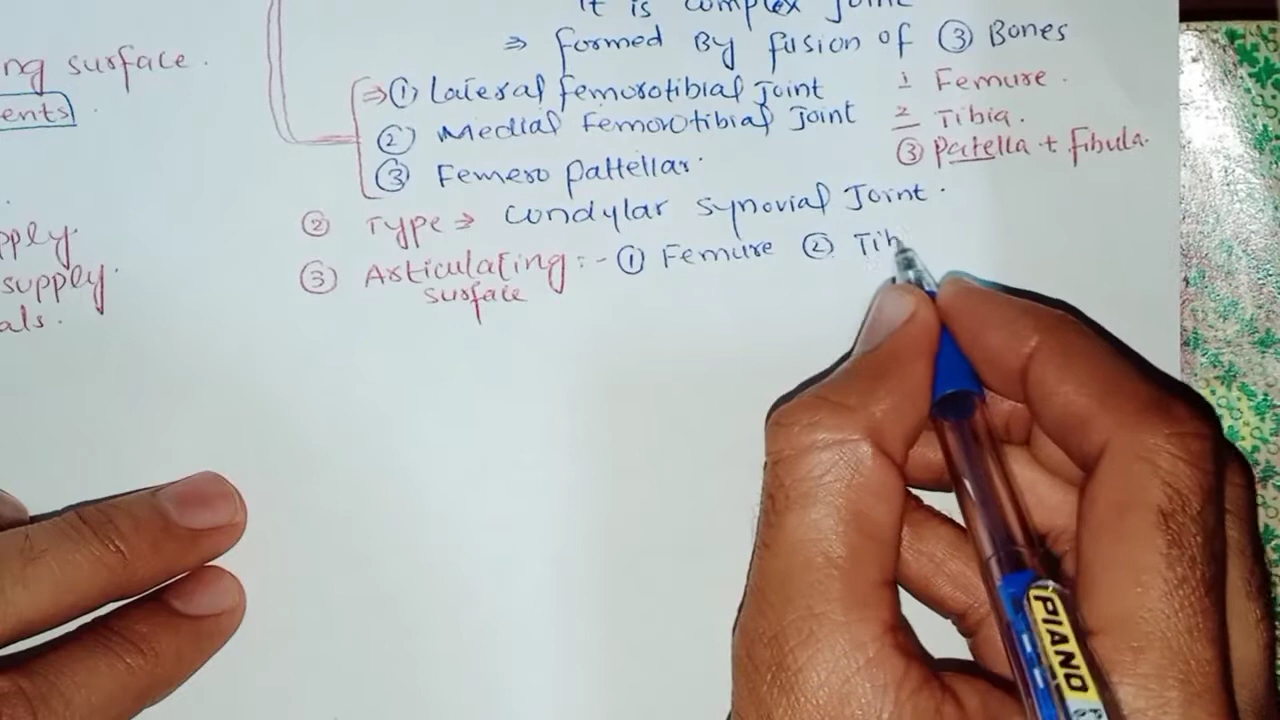 ng surface.
ents
pply
supply.
als.
It is complex Joint
⇒ formed By fusion of ③ Bones
⇒ ① Lateral femorotibial Joint
② Medial Femorotibial Joint
③ Femero pattellar.
1 Femure.
2 Tibia.
③ patella + fibula.
② Type ⇒ Condylar synovial Joint.
③ Articulating :- ① Femure ② Tib
surface
PIANO